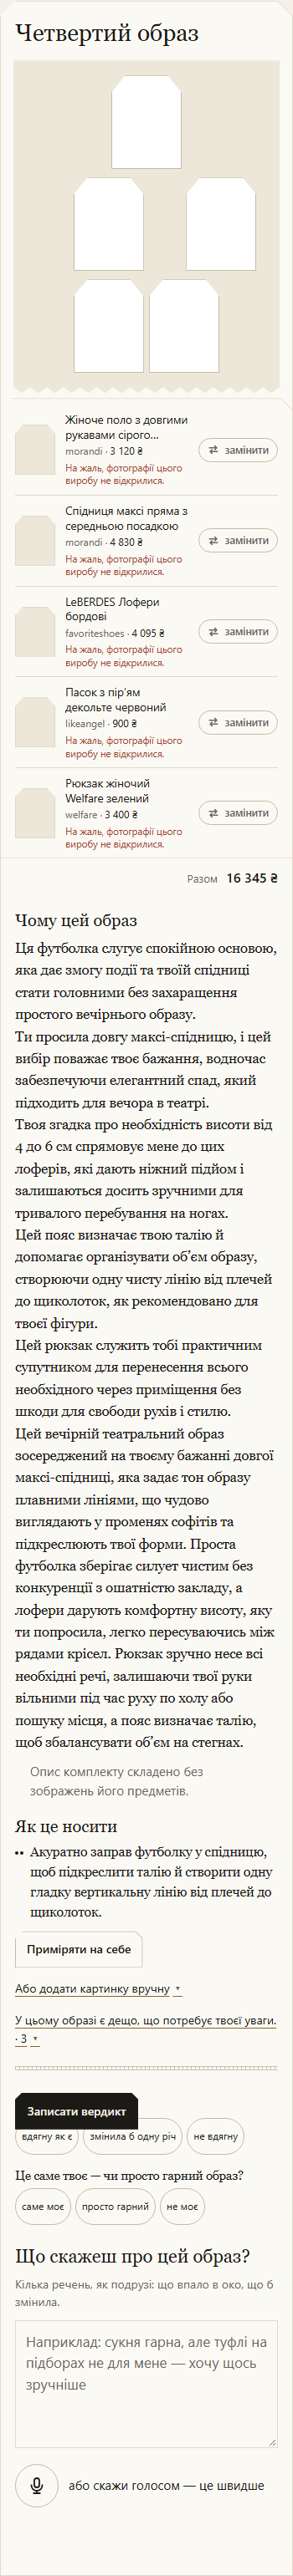 Четвертий образ
Жіноче поло з довгими
рукавами сірого...
morandi · 3 120 ₴
На жаль, фотографії цього
виробу не відкрилися.
замінити
Спідниця максі пряма з
середньою посадкою
morandi · 4 830 ₴
На жаль, фотографії цього
виробу не відкрилися.
замінити
LeBERDES Лофери
бордові
favoriteshoes · 4 095 ₴
На жаль, фотографії цього
виробу не відкрилися.
замінити
Пасок з пір'ям
декольте червоний
likeangel · 900 ₴
На жаль, фотографії цього
виробу не відкрилися.
замінити
Рюкзак жіночий
Welfare зелений
welfare · 3 400 ₴
На жаль, фотографії цього
виробу не відкрилися.
замінити
Разом 16 345 ₴
Чому цей образ
Ця футболка слугує спокійною основою,
яка дає змогу події та твоїй спідниці
стати головними без захаращення
простого вечірнього образу.
Ти просила довгу максі-спідницю, і цей
вибір поважає твоє бажання, водночас
забезпечуючи елегантний спад, який
підходить для вечора в театрі.
Твоя згадка про необхідність висоти від
4 до 6 см спрямовує мене до цих
лоферів, які дають ніжний підйом і
залишаються досить зручними для
тривалого перебування на ногах.
Цей пояс визначає твою талію й
допомагає організувати об'єм образу,
створюючи одну чисту лінію від плечей
до щиколоток, як рекомендовано для
твоєї фігури.
Цей рюкзак служить тобі практичним
супутником для перенесення всього
необхідного через приміщення без
шкоди для свободи рухів і стилю.
Цей вечірній театральний образ
зосереджений на твоєму бажанні довгої
максі-спідниці, яка задає тон образу
плавними лініями, що чудово
виглядають у променях софітів та
підкреслюють твої форми. Проста
футболка зберігає силует чистим без
конкуренції з ошатністю закладу, а
лофери дарують комфортну висоту, яку
ти попросила, легко пересуваючись між
рядами крісел. Рюкзак зручно несе всі
необхідні речі, залишаючи твої руки
вільними під час руху по холу або
пошуку місця, а пояс визначає талію,
щоб збалансувати об'єм на стегнах.
Опис комплекту складено без
зображень його предметів.
Як це носити
•• Акуратно заправ футболку у спідницю,
щоб підкреслити талію й створити одну
гладку вертикальну лінію від плечей до
щиколоток.
Приміряти на себе
Або додати картинку вручну
У цьому образі є дещо, що потребує твоєї уваги.
· 3
Записати вердикт
вдягну як є
змінила б одну річ
не вдягну
Це саме твоє — чи просто гарний образ?
саме моє
просто гарний
не моє
Що скажеш про цей образ?
Кілька речень, як подрузі: що впало в око, що б
змінила.
Наприклад: сукня гарна, але туфлі на
підборах не для мене — хочу щось
зручніше
або скажи голосом — це швидше